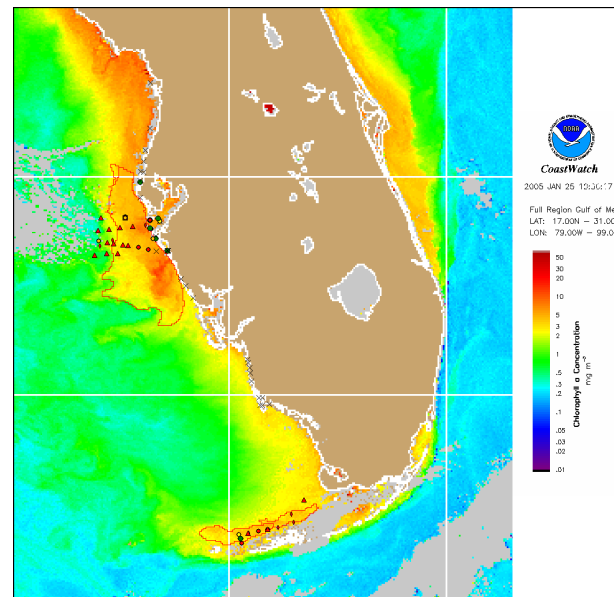 NOAA
CoastWatch
2005 JAN 25
Full Region Gulf of Me
LAT: 17.00N – 31.00
LON: 79.00W – 99.0
50
30
20
10
5
3
2
1
.5
.3
.2
.1
.05
.03
.02
.01
Chlorophyll a Concentration
mg m⁻³